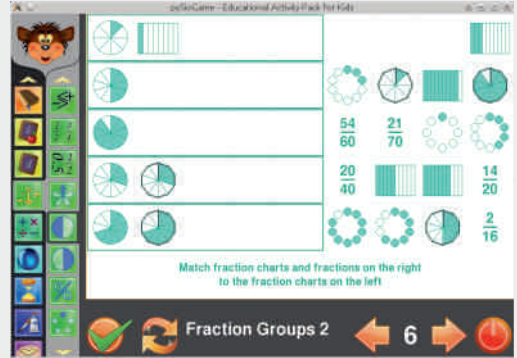 pySioGame - Educational Activity Pack for Kids
54
60
21
70
20
40
14
20
2
16
Match fraction charts and fractions on the right
to the fraction charts on the left
Fraction Groups 2
6